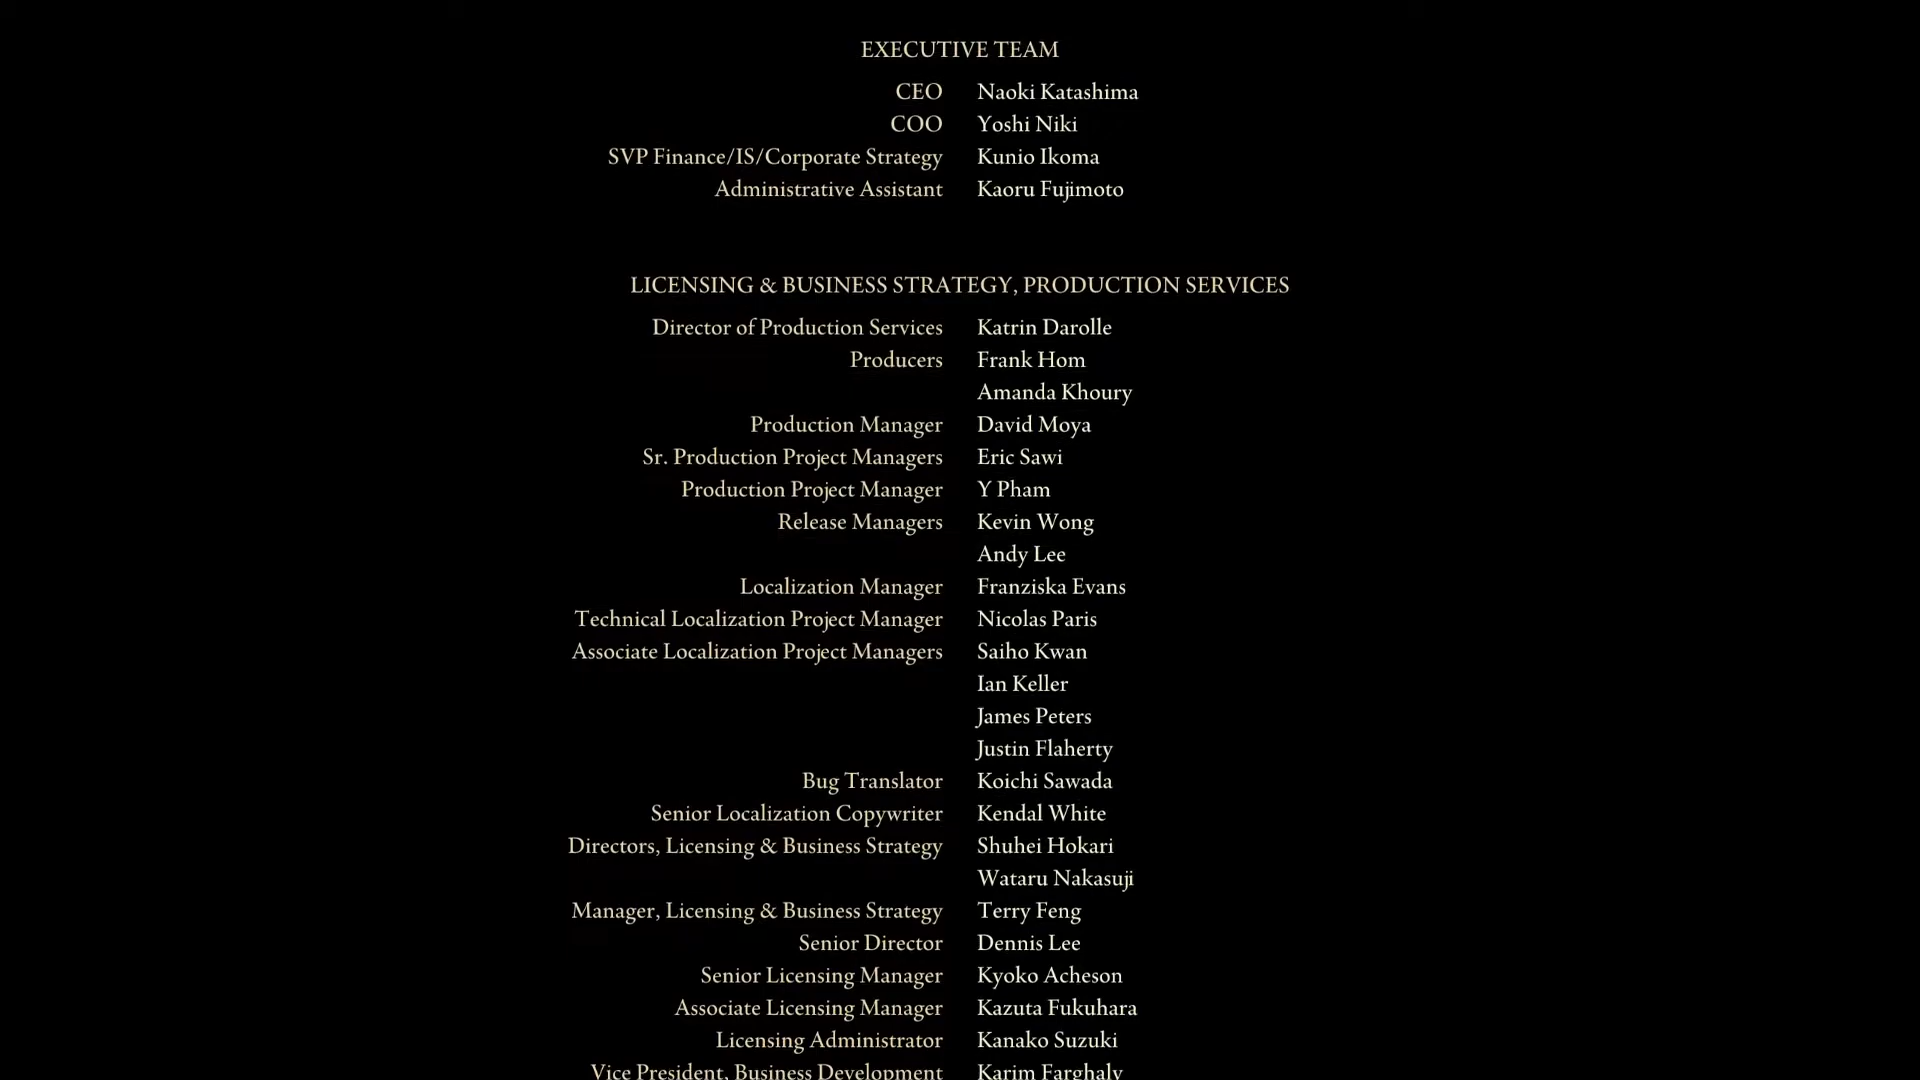 EXECUTIVE TEAM
CEO Naoki Katashima
COO Yoshi Niki
SVP Finance/IS/Corporate Strategy Kunio Ikoma
Administrative Assistant Kaoru Fujimoto
LICENSING & BUSINESS STRATEGY, PRODUCTION SERVICES
Director of Production Services Katrin Darolle
Producers Frank Hom
Amanda Khoury
Production Manager David Moya
Sr. Production Project Managers Eric Sawi
Production Project Manager Y Pham
Release Managers Kevin Wong
Andy Lee
Localization Manager Franziska Evans
Technical Localization Project Manager Nicolas Paris
Associate Localization Project Managers Saiho Kwan
Ian Keller
James Peters
Justin Flaherty
Bug Translator Koichi Sawada
Senior Localization Copywriter Kendal White
Directors, Licensing & Business Strategy Shuhei Hokari
Wataru Nakasuji
Manager, Licensing & Business Strategy Terry Feng
Senior Director Dennis Lee
Senior Licensing Manager Kyoko Acheson
Associate Licensing Manager Kazuta Fukuhara
Licensing Administrator Kanako Suzuki
Vice President, Business Development Karim Farghaly